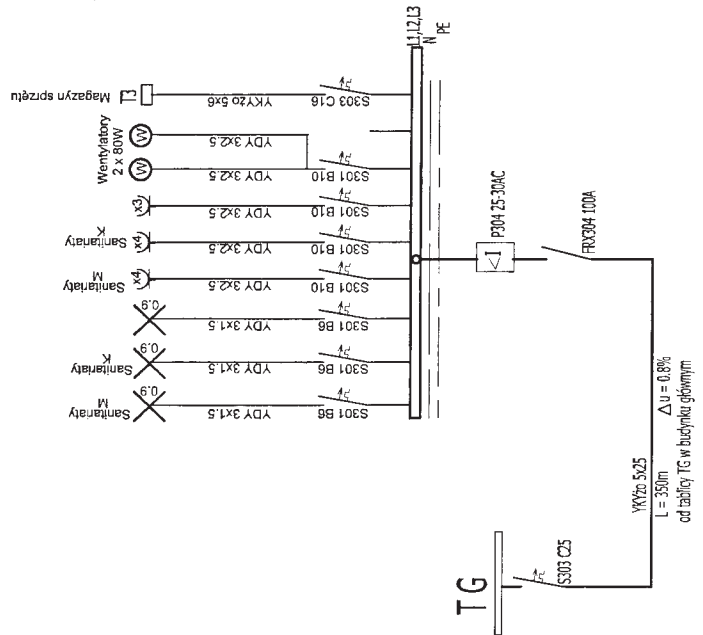 Magazyn sprzętu
T3
YKYżo 5x6
S303 C16
Wentylatory
2 x 80W
W
YDY 3x2.5
W
YDY 3x2.5
S301 B10
x3
YDY 3x2.5
S301 B10
Sanitariaty
K
x4
YDY 3x2.5
S301 B10
Sanitariaty
M
x4
YDY 3x2.5
S301 B10
0.9
YDY 3x1.5
S301 B6
Sanitariaty
K
0.9
YDY 3x1.5
S301 B6
Sanitariaty
M
0.9
YDY 3x1.5
S301 B6
L1,L2,L3
N
PE
P304 25-30AC
I<
FRX304 100A
YKYżo 5x25
L = 350m
Δu = 0.8%
od tablicy TG w budynku głównym
S303 C25
TG